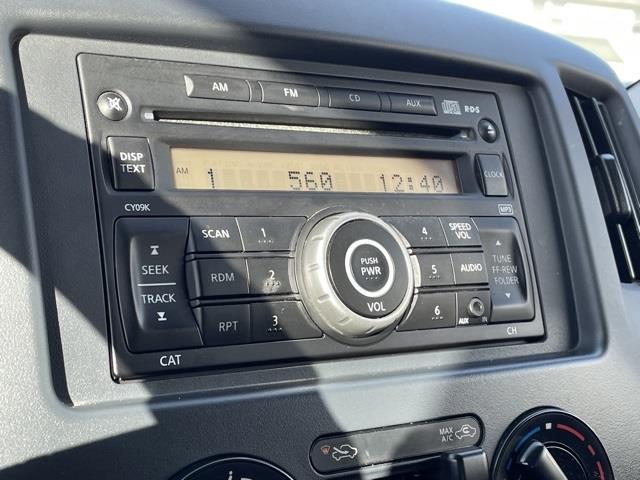 AM
FM
CD
AUX
RDS
DISP
TEXT
AM 1 560 12:40
CLOCK
CY09K
MP3
SCAN
1
4
SPEED
VOL
SEEK
TRACK
RDM
2
PUSH
PWR
VOL
5
AUDIO
TUNE
FF·REW
FOLDER
RPT
3
6
AUX IN
CAT
CH
MAX
A/C